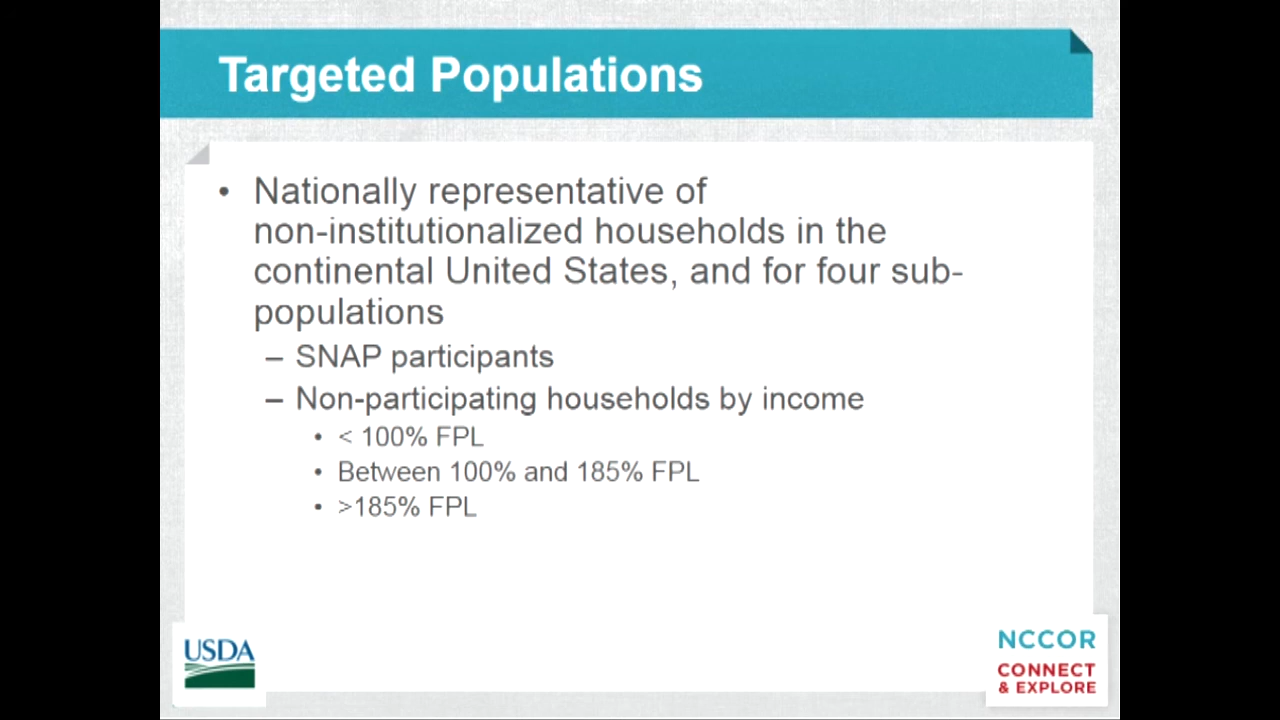 Targeted Populations
• Nationally representative of
non-institutionalized households in the
continental United States, and for four sub-
populations
– SNAP participants
– Non-participating households by income
• < 100% FPL
• Between 100% and 185% FPL
• >185% FPL
USDA
NCCOR
CONNECT
& EXPLORE